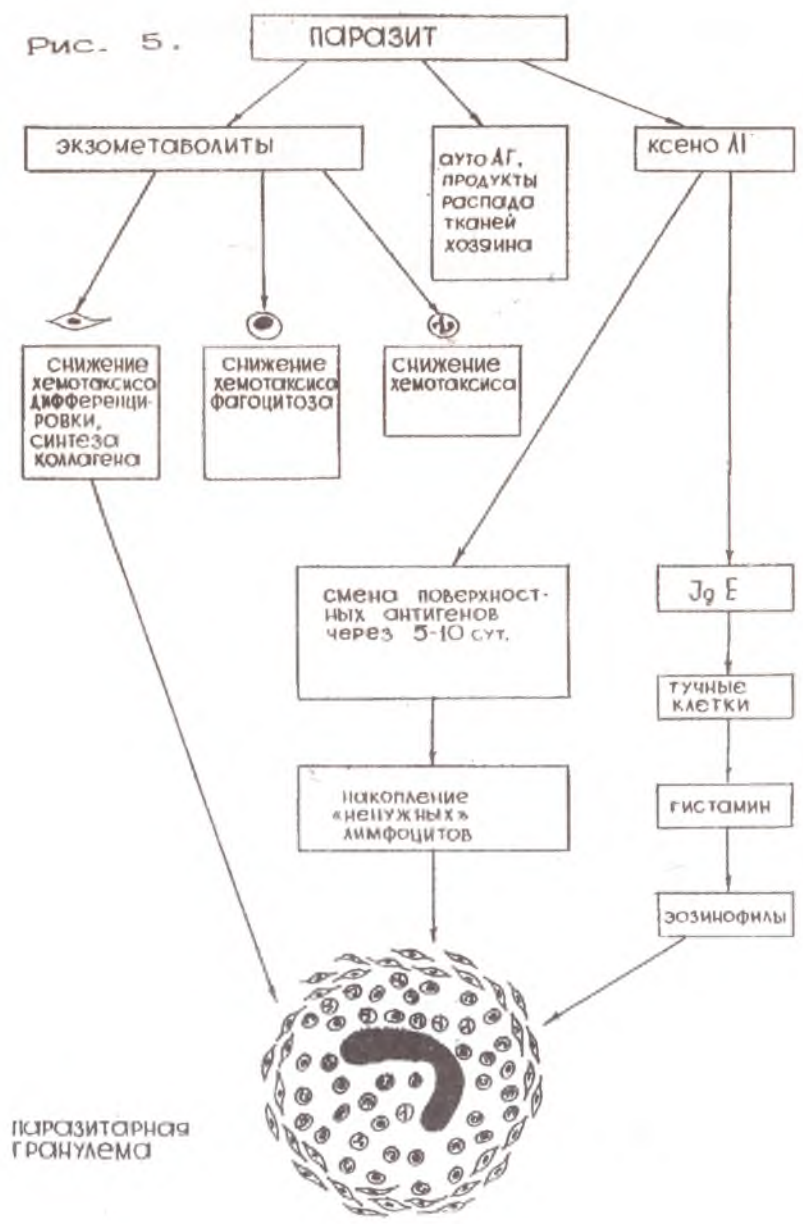 Рис. 5.
ПАРАЗИТ
ЭКЗОМЕТАБОЛИТЫ
АУТО АГ,
ПРОДУКТЫ
РАСПАДА
ТКАНЕЙ
ХОЗЯИНА
КСЕНО АГ
СНИЖЕНИЕ
ХЕМОТАКСИСА
ДИФФЕРЕНЦИ-
РОВКИ,
СИНТЕЗА
КОЛЛАГЕНА
СНИЖЕНИЕ
ХЕМОТАКСИСА
ФАГОЦИТОЗА
СНИЖЕНИЕ
ХЕМОТАКСИСА
СМЕНА ПОВЕРХНОСТ-
НЫХ АНТИГЕНОВ
ЧЕРЕЗ 5-10 СУТ.
Jg E
ТУЧНЫЕ
КЛЕТКИ
НАКОПЛЕНИЕ
«НЕНУЖНЫХ»
ЛИМФОЦИТОВ
ГИСТАМИН
ЭОЗИНОФИЛЫ
ПАРАЗИТАРНАЯ
ГРАНУЛЕМА